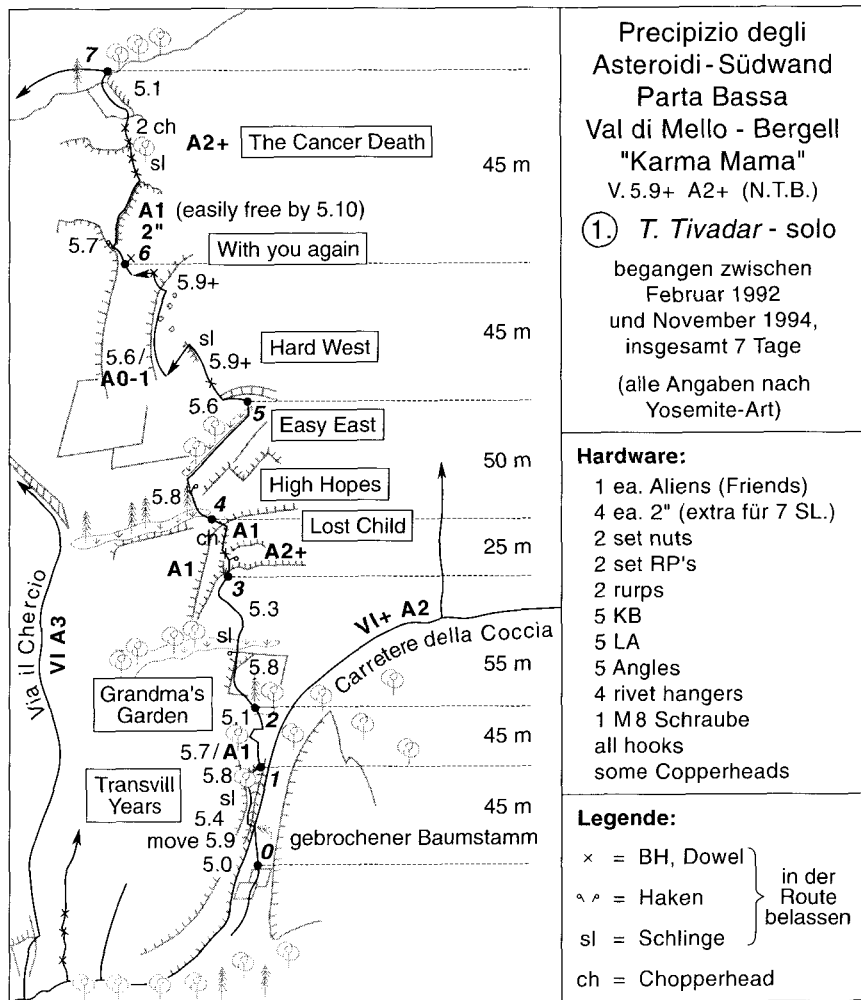 7
5.1
2 ch
A2+
The Cancer Death
sl
45 m
A1 (easily free by 5.10)
2"
5.7
6
With you again
5.9+
sl
5.9+
Hard West
45 m
5.6/
A0-1
5.6
5
Easy East
50 m
5.8
4
High Hopes
A1
Lost Child
ch
A2+
25 m
A1
3
5.3
VI+ A2
Carretere della Coccia
sl
5.8
55 m
Via il Chercio
VI A3
Grandma's
Garden
5.1
2
45 m
5.7/A1
5.8
1
Transvill
Years
sl
5.4
45 m
move 5.9
gebrochener Baumstamm
5.0
0
Precipizio degli
Asteroidi-Südwand
Parta Bassa
Val di Mello - Bergell
"Karma Mama"
V. 5.9+ A2+ (N.T.B.)
1. T. Tivadar - solo
begangen zwischen
Februar 1992
und November 1994,
insgesamt 7 Tage
(alle Angaben nach
Yosemite-Art)
Hardware:
1 ea. Aliens (Friends)
4 ea. 2" (extra für 7 SL.)
2 set nuts
2 set RP's
2 rurps
5 KB
5 LA
5 Angles
4 rivet hangers
1 M 8 Schraube
all hooks
some Copperheads
Legende:
× = BH, Dowel
= Haken
sl = Schlinge
in der
Route
belassen
ch = Chopperhead